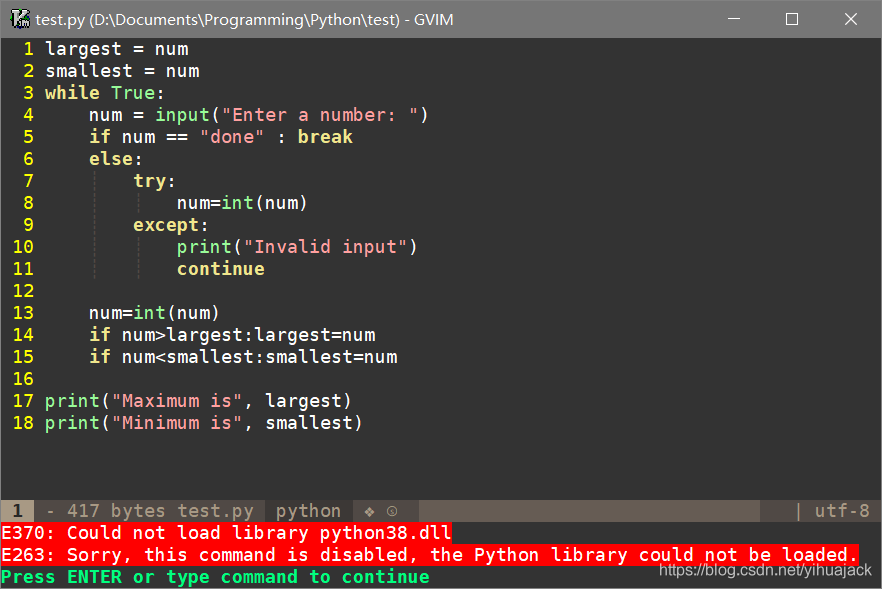 test.py (D:\Documents\Programming\Python\test) - GVIM
1 largest = num
2 smallest = num
3 while True:
4     num = input("Enter a number: ")
5     if num == "done" : break
6     else:
7         try:
8             num=int(num)
9         except:
10             print("Invalid input")
11             continue
12
13     num=int(num)
14     if num>largest:largest=num
15     if num<smallest:smallest=num
16
17 print("Maximum is", largest)
18 print("Minimum is", smallest)
1 - 417 bytes test.py python | utf-8
E370: Could not load library python38.dll
E263: Sorry, this command is disabled, the Python library could not be loaded.
Press ENTER or type command to continue
https://blog.csdn.net/yihuajack